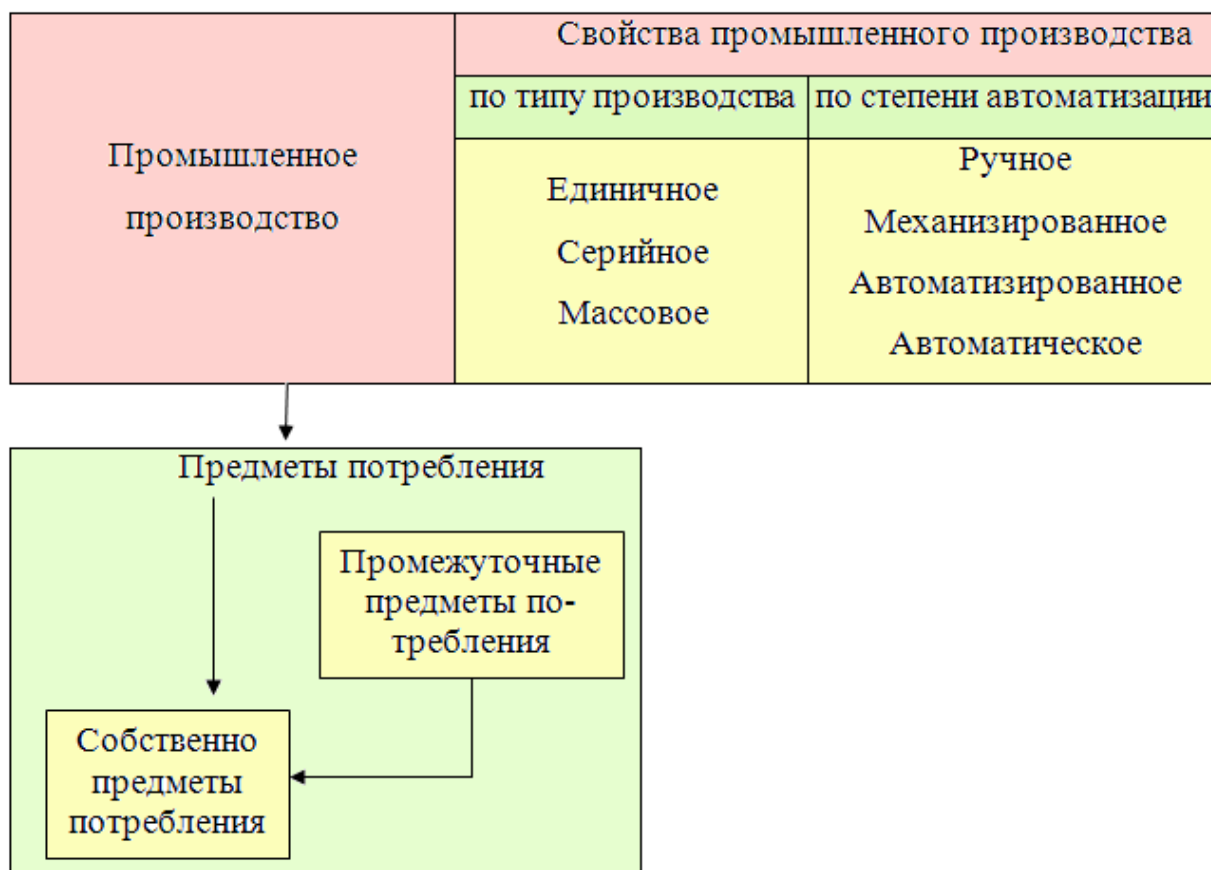 Промышленное
производство
Свойства промышленного производства
по типу производства
по степени автоматизации
Единичное
Серийное
Массовое
Ручное
Механизированное
Автоматизированное
Автоматическое
Предметы потребления
Промежуточные
предметы по-
требления
Собственно
предметы
потребления